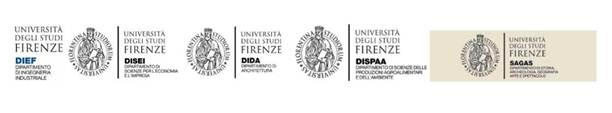 UNIVERSITÀ
DEGLI STUDI
FIRENZE
DIEF
DIPARTIMENTO
DI INGEGNERIA
INDUSTRIALE
UNIVERSITÀ
DEGLI STUDI
FIRENZE
DISEI
DIPARTIMENTO DI
SCIENZE PER L'ECONOMIA
E L'IMPRESA
UNIVERSITÀ
DEGLI STUDI
FIRENZE
DIDA
DIPARTIMENTO DI
ARCHITETTURA
UNIVERSITÀ
DEGLI STUDI
FIRENZE
DISPAA
DIPARTIMENTO DI SCIENZE DELLE
PRODUZIONI AGROALIMENTARI
E DELL'AMBIENTE
UNIVERSITÀ
DEGLI STUDI
FIRENZE
SAGAS
DIPARTIMENTO DI STORIA,
ARCHEOLOGIA, GEOGRAFIA,
ARTE E SPETTACOLO